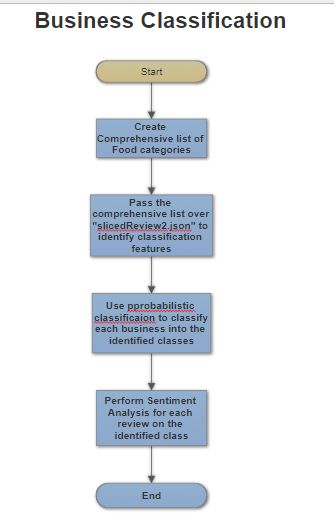 Business Classification
Start
Create
Comprehensive list of
Food categories
Pass the
comprehensive list over
"slicedReview2.json" to
identify classification
features
Use pprobabilistic
classificaion to classify
each business into the
identified classes
Perform Sentiment
Analysis for each
review on the
identified class
End